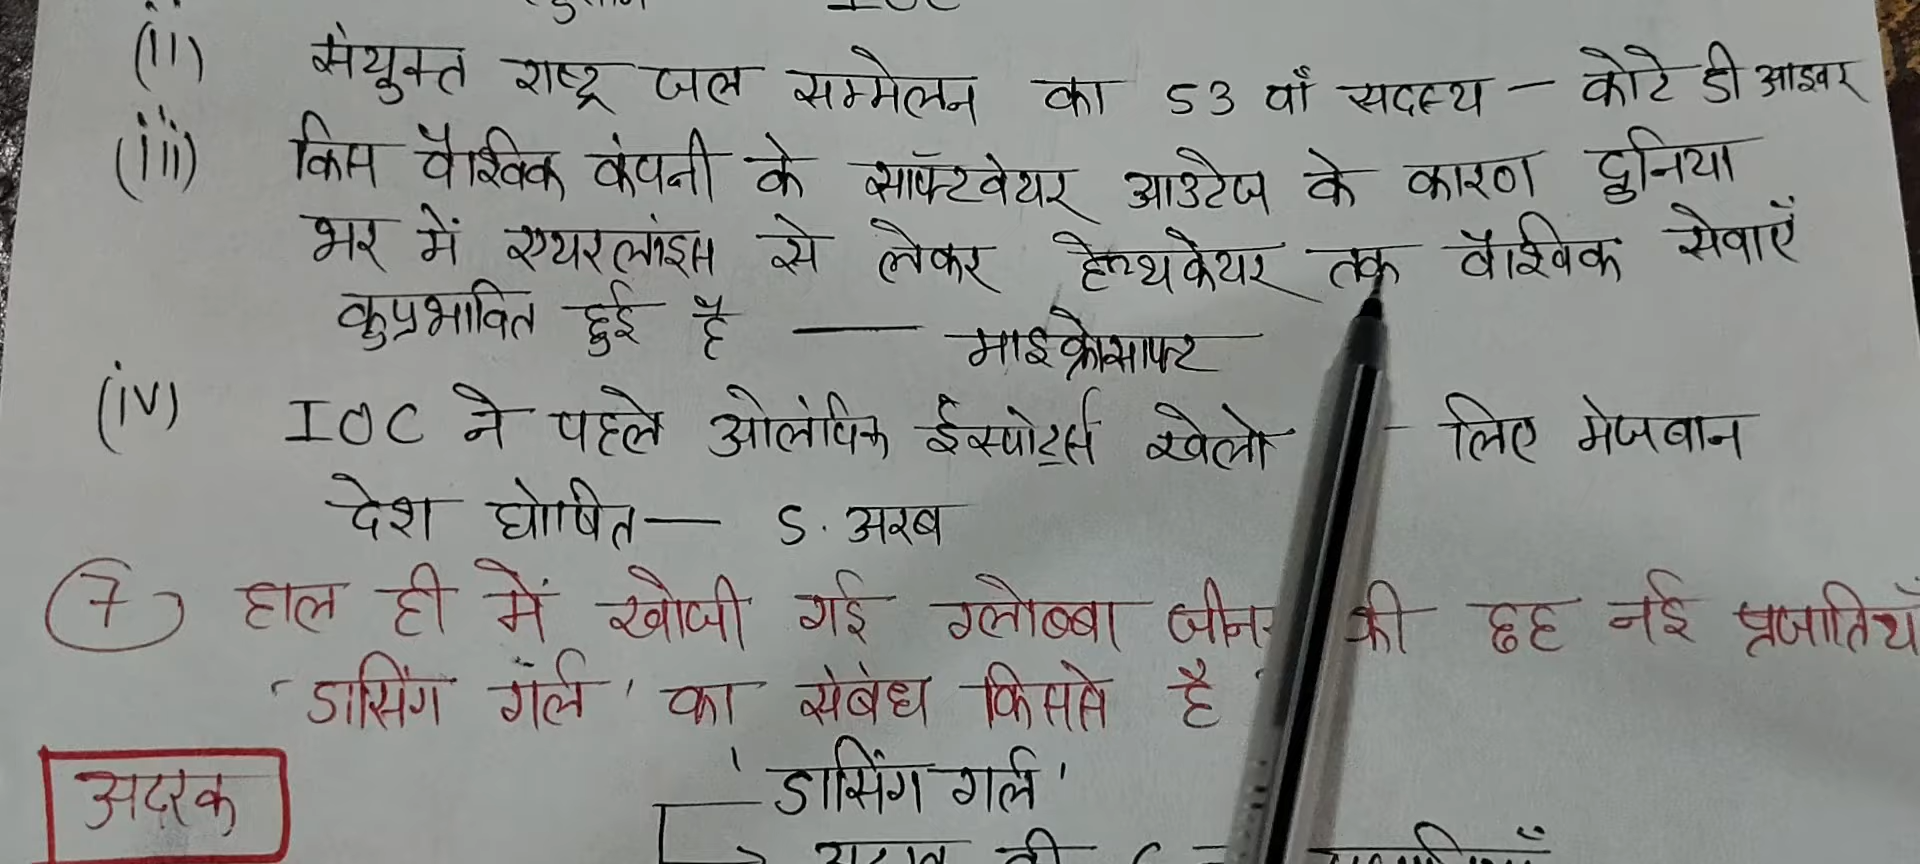 (ii) संयुक्त राष्ट्र जल सम्मेलन का 53 वाँ सदस्य – कोटे डी आइवर
(iii) किस वैश्विक कंपनी के सॉफ्टवेयर आउटेज के कारण दुनिया
भर में एयरलांइस से लेकर हेल्थकेयर तक वैश्विक सेवाएँ
कुप्रभावित हुई है — माइक्रोसाफ्ट
(iv) IOC ने पहले ओलंपिक ईस्पोर्ट्स खेलो लिए मेजबान
देश घोषित — S. अरब
7 हाल ही में खोजी गई ग्लोब्बा जीन की छह नई प्रजातियाँ
'डासिंग गर्ल' का संबंध किससे है
अदरक
'डासिंग गर्ल'